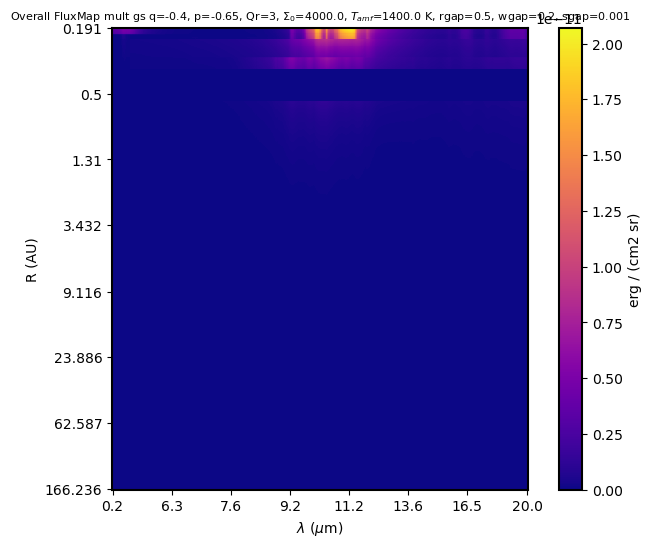 Overall FluxMap mult gs q=-0.4, p=-0.65, Qr=3, Σ₀=4000.0, T_amf=1400.0 K, rgap=0.5, wgap=0.2, sgap=0.001
1e−11
0.191
0.5
1.31
3.432
9.116
23.886
62.587
166.236
R (AU)
0.2 6.3 7.6 9.2 11.2 13.6 16.5 20.0
λ (μm)
2.00
1.75
1.50
1.25
1.00
0.75
0.50
0.25
0.00
erg / (cm2 sr)